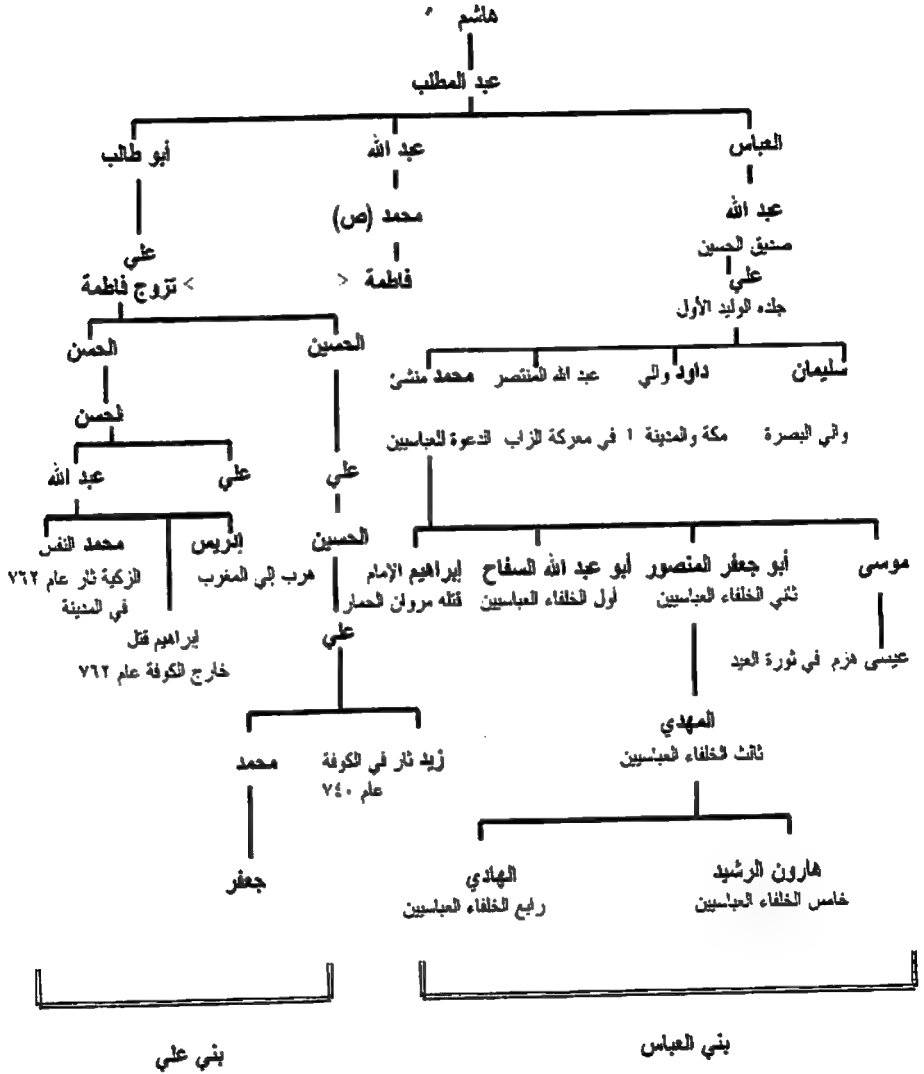 هاشم
عبد المطلب
العباس
عبد الله
أبو طالب
عبد الله
صديق الحسين
محمد (ص)
علي
جلده الوليد الأول
فاطمة >
علي
< تزوج فاطمة
الحسين
الحسن
سليمان
داود والي
عبد الله المنتصر
محمد منشئ
والي البصرة
مكة والمدينة ١
في معركة الزاب
الدعوة للعباسيين
الحسن
علي
عبد الله
علي
الحسين
موسى
أبو جعفر المنصور
ثاني الخلفاء العباسيين
أبو عبد الله السفاح
أول الخلفاء العباسيين
إبراهيم الإمام
قتله مروان الحمار
إدريس
هرب إلي المغرب
محمد النفس
الزكية ثار عام ٧٦٢
في المدينة
إبراهيم قتل
خارج الكوفة عام ٧٦٢
علي
عيسى هزم في ثورة العيد
المهدي
ثالث الخلفاء العباسيين
زيد ثار في الكوفة
عام ٧٤٠
محمد
هارون الرشيد
خامس الخلفاء العباسيين
الهادي
رابع الخلفاء العباسيين
جعفر
بني العباس
بني علي